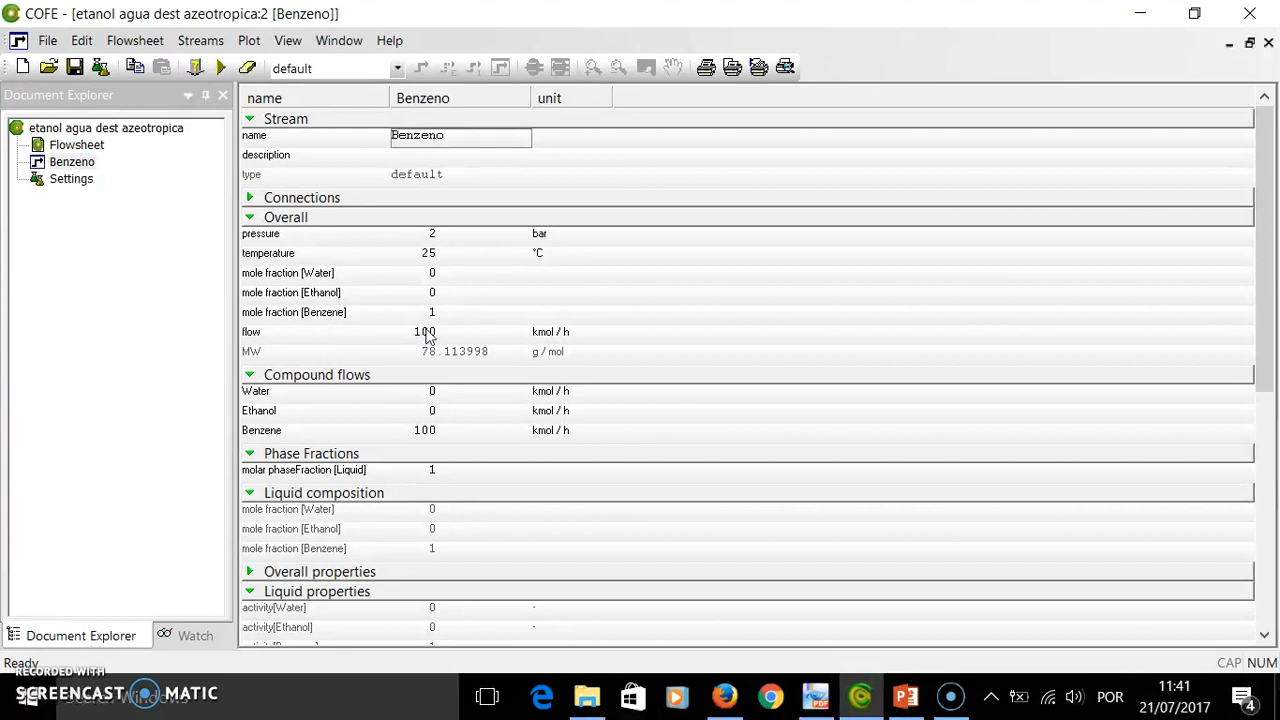 COFE - [etanol agua dest azeotropica:2 [Benzeno]]
File Edit Flowsheet Streams Plot View Window Help
default
Document Explorer
etanol agua dest azeotropica
Flowsheet
Benzeno
Settings
name Benzeno unit
Stream
name Benzeno
description
type default
Connections
Overall
pressure 2 bar
temperature 25 °C
mole fraction [Water] 0
mole fraction [Ethanol] 0
mole fraction [Benzene] 1
flow 100 kmol / h
MW 78.113998 g / mol
Compound flows
Water 0 kmol / h
Ethanol 0 kmol / h
Benzene 100 kmol / h
Phase Fractions
molar phaseFraction [Liquid] 1
Liquid composition
mole fraction [Water] 0
mole fraction [Ethanol] 0
mole fraction [Benzene] 1
Overall properties
Liquid properties
activity[Water] 0 -
activity[Ethanol] 0 -
Document Explorer Watch
Ready CAP NUM
RECORDED WITH
SCREENCAST MATIC
POR
11:41
21/07/2017
4